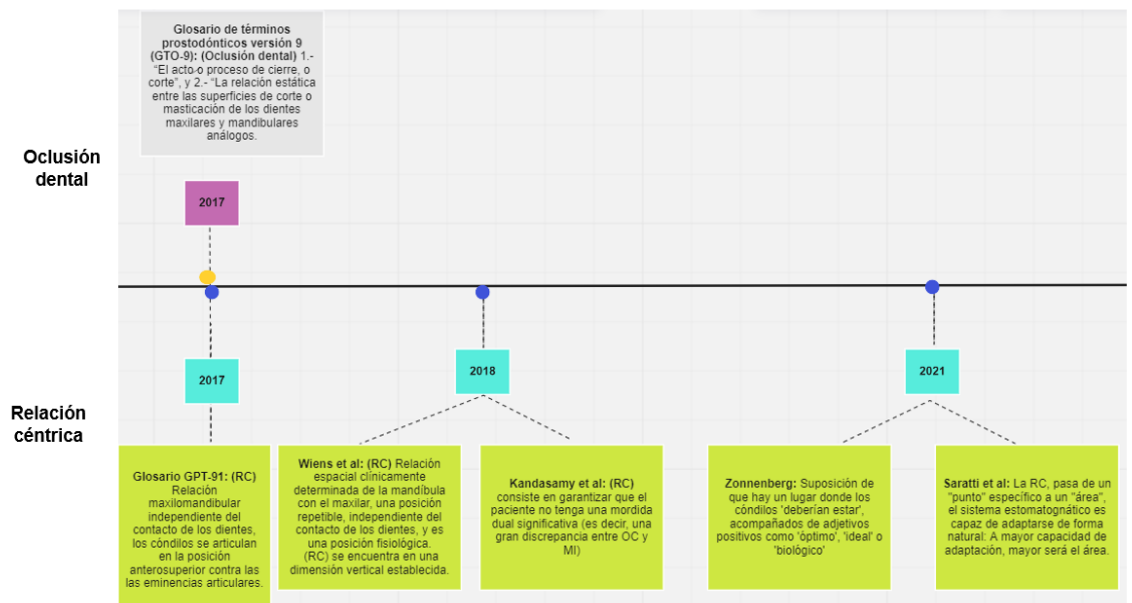 Glosario de términos
prostodónticos versión 9
(GTO-9): (Oclusión dental) 1.-
"El acto o proceso de cierre, o
corte", y 2.- "La relación estática
entre las superficies de corte o
masticación de los dientes
maxilares y mandibulares
análogos.
Oclusión
dental
2017
2017
2018
2021
Relación
céntrica
Glosario GPT-91: (RC)
Relación
maxilomandibular
independiente del
contacto de los dientes,
los cóndilos se articulan
en la posición
anterosuperior contra las
las eminencias articulares.
Wiens et al: (RC) Relación
espacial clínicamente
determinada de la mandíbula
con el maxilar, una posición
repetible, independiente del
contacto de los dientes, y es
una posición fisiológica.
(RC) se encuentra en una
dimensión vertical establecida.
Kandasamy et al: (RC)
consiste en garantizar que el
paciente no tenga una mordida
dual significativa (es decir, una
gran discrepancia entre OC y
MI)
Zonnenberg: Suposición de
que hay un lugar donde los
cóndilos 'deberían estar',
acompañados de adjetivos
positivos como 'óptimo', 'ideal' o
'biológico'
Saratti et al: La RC, pasa de un
"punto" específico a un "área",
el sistema estomatognático es
capaz de adaptarse de forma
natural: A mayor capacidad de
adaptación, mayor será el área.